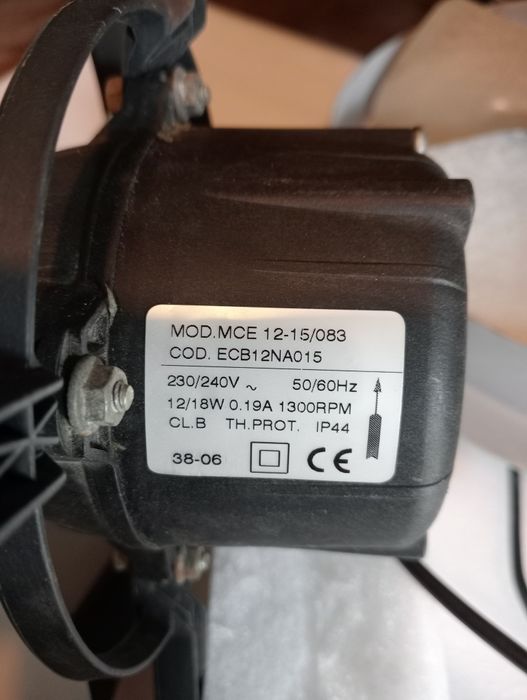 MOD.MCE 12-15/083
COD. ECB12NA015
230/240V ~ 50/60Hz
12/18W 0.19A 1300RPM
CL.B TH.PROT. IP44
38-06 CE